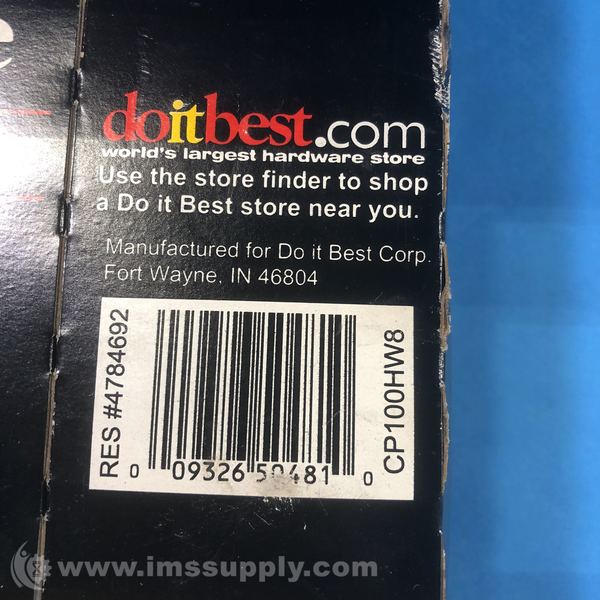 e
doitbest.com
world's largest hardware store
Use the store finder to shop
a Do it Best store near you.
Manufactured for Do it Best Corp.
Fort Wayne, IN 46804
RES #4784692
CP100HW8
0 09326 0
www.imssupply.com